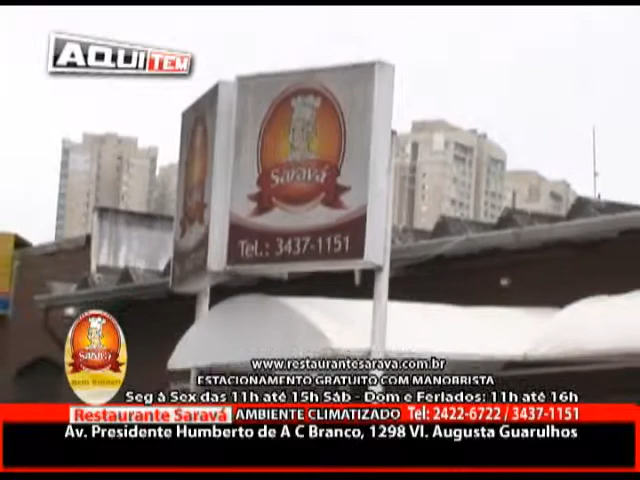 AQUI TEM
Saravá
Tel.: 3437-1151
Saravá
www.restaurantesarava.com.br
ESTACIONAMENTO GRATUITO COM MANOBRISTA
Seg à Sex das 11h até 15h Sáb - Dom e Feriados: 11h até 16h
Restaurante Saravá AMBIENTE CLIMATIZADO Tel: 2422-6722 / 3437-1151
Av. Presidente Humberto de A C Branco, 1298 Vl. Augusta Guarulhos